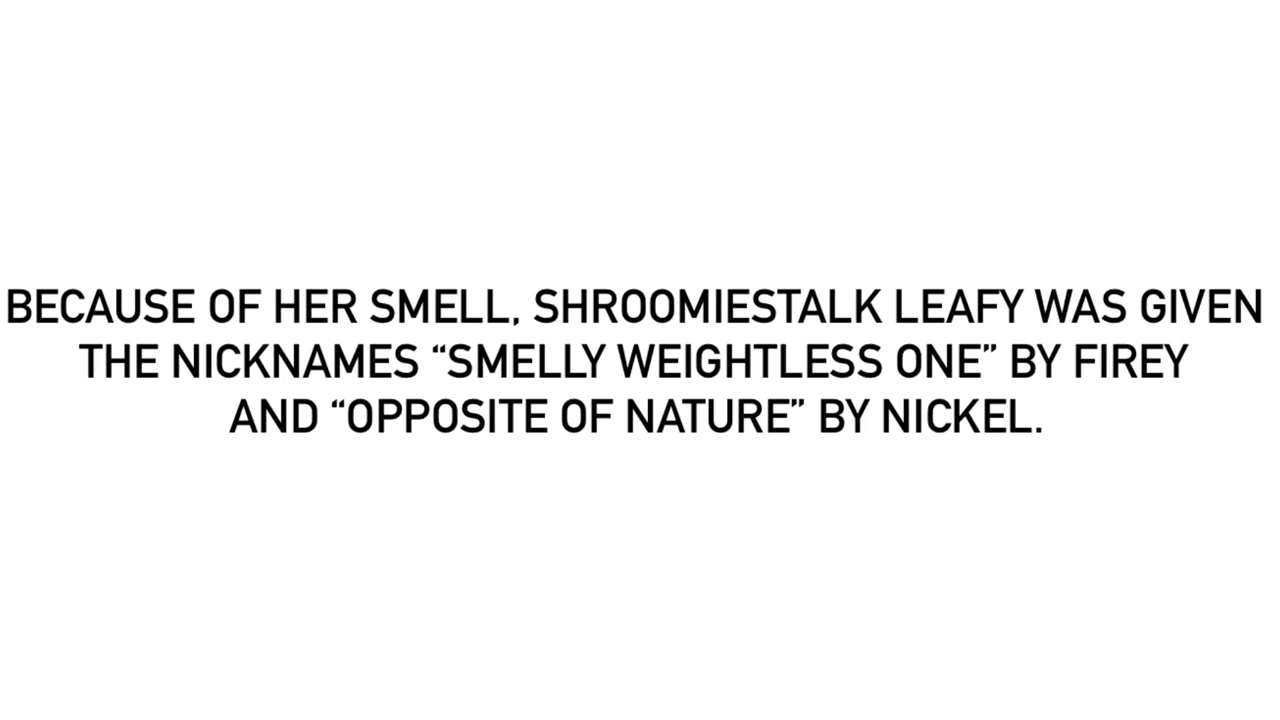 BECAUSE OF HER SMELL, SHROOMIESTALK LEAFY WAS GIVEN
THE NICKNAMES “SMELLY WEIGHTLESS ONE” BY FIREY
AND “OPPOSITE OF NATURE” BY NICKEL.